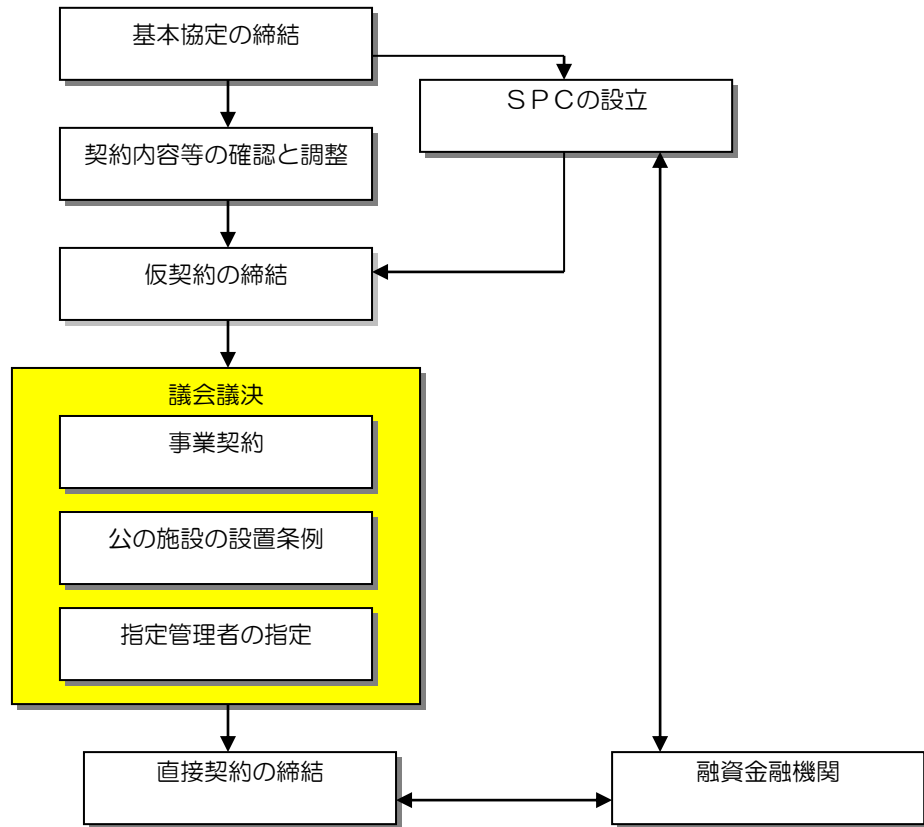 基本協定の締結
ＳＰＣの設立
契約内容等の確認と調整
仮契約の締結
議会議決
事業契約
公の施設の設置条例
指定管理者の指定
直接契約の締結
融資金融機関